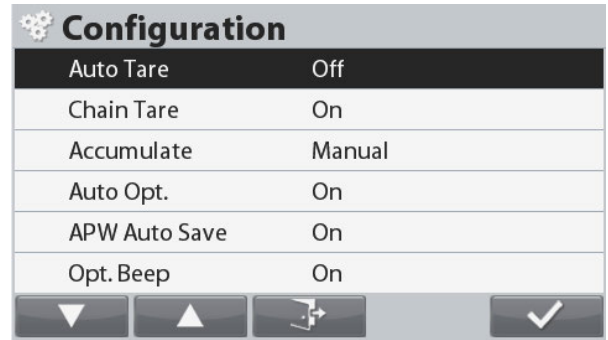 Configuration
Auto Tare Off
Chain Tare On
Accumulate Manual
Auto Opt. On
APW Auto Save On
Opt. Beep On